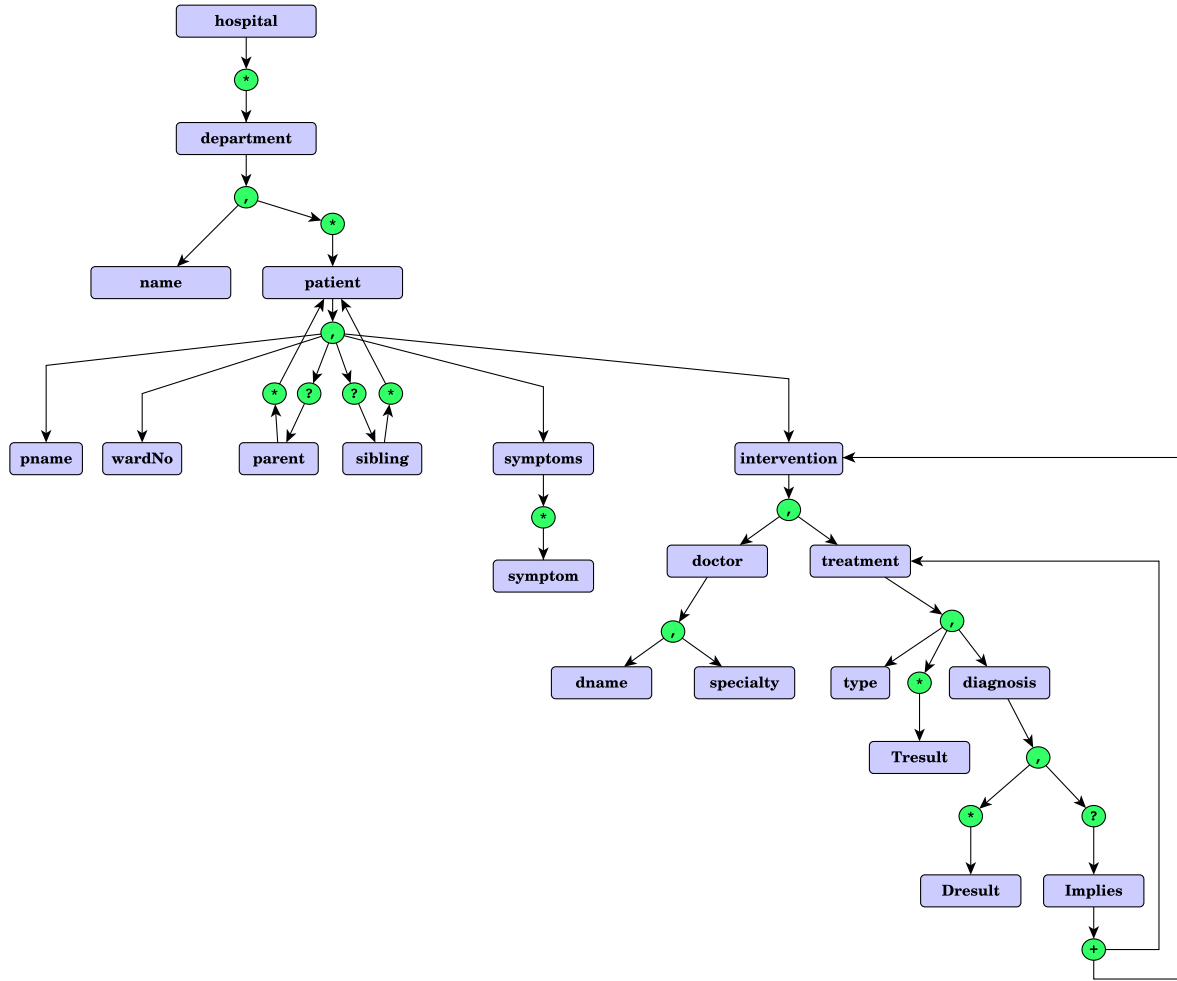 hospital
*
department
,
name
*
patient
,
pname
wardNo
*
?
parent
?
*
sibling
symptoms
*
symptom
intervention
,
doctor
treatment
,
dname
specialty
,
type
*
Tresult
diagnosis
,
*
?
Dresult
Implies
+